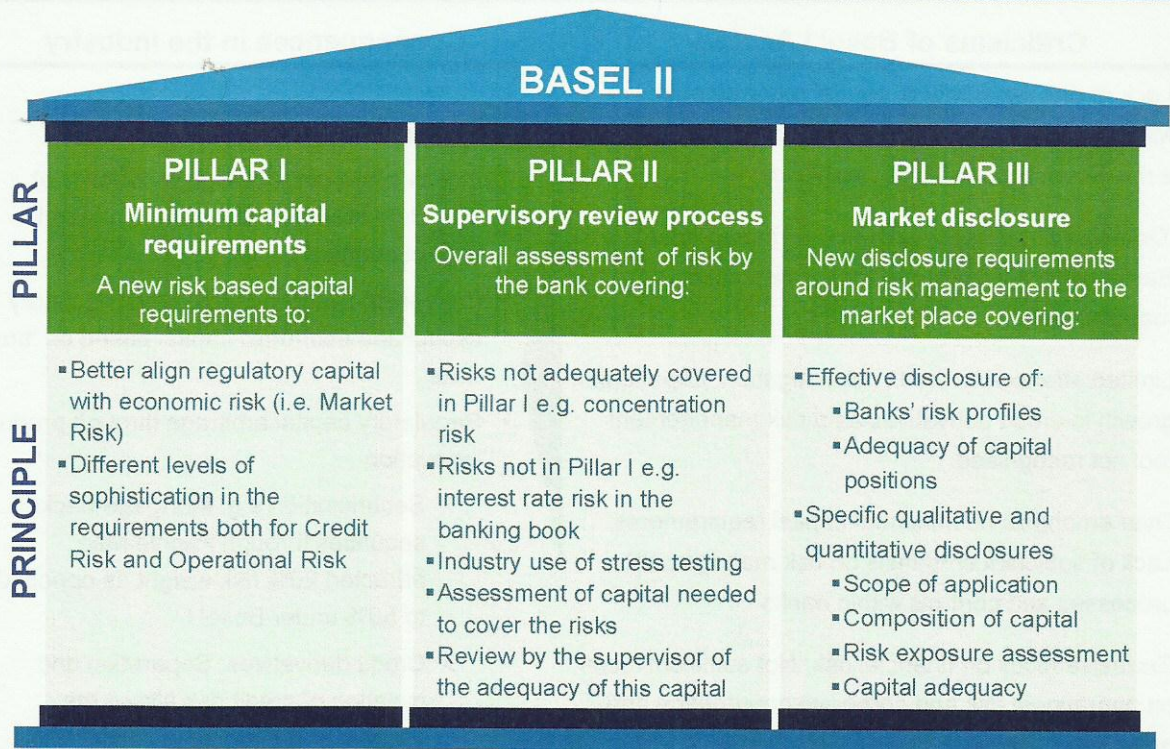 BASEL II
PILLAR
PRINCIPLE
PILLAR I
Minimum capital
requirements
A new risk based capital
requirements to:
▪Better align regulatory capital
with economic risk (i.e. Market
Risk)
▪Different levels of
sophistication in the
requirements both for Credit
Risk and Operational Risk
PILLAR II
Supervisory review process
Overall assessment of risk by
the bank covering:
▪Risks not adequately covered
in Pillar I e.g. concentration
risk
▪Risks not in Pillar I e.g.
interest rate risk in the
banking book
▪Industry use of stress testing
▪Assessment of capital needed
to cover the risks
▪Review by the supervisor of
the adequacy of this capital
PILLAR III
Market disclosure
New disclosure requirements
around risk management to the
market place covering:
▪Effective disclosure of:
▪Banks' risk profiles
▪Adequacy of capital
positions
▪Specific qualitative and
quantitative disclosures
▪Scope of application
▪Composition of capital
▪Risk exposure assessment
▪Capital adequacy